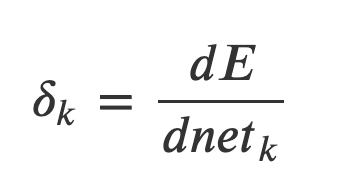 δ_k = dE / dnet_k